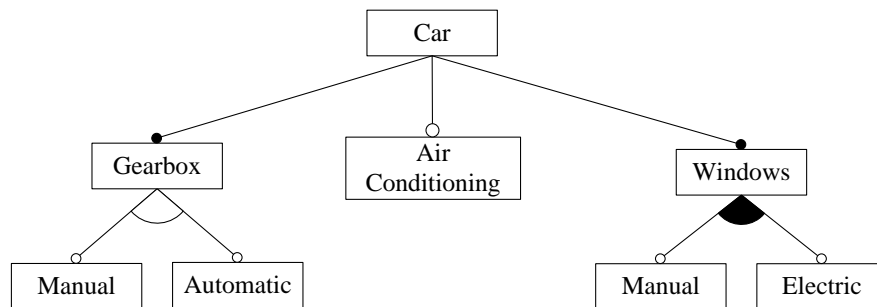 Car
Gearbox
Air
Conditioning
Windows
Manual
Automatic
Manual
Electric